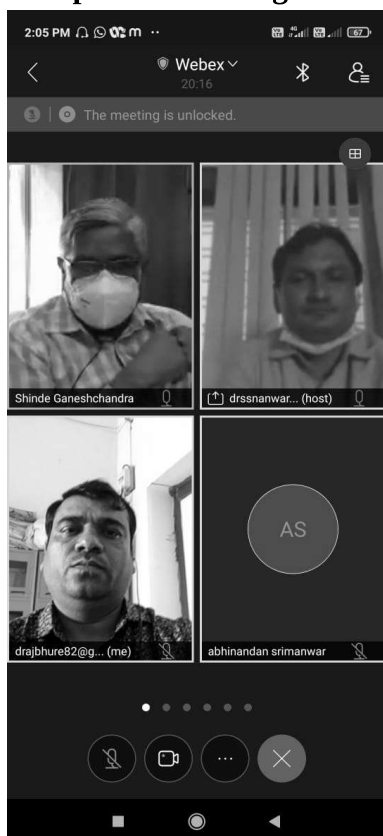 2:05 PM
67
Webex
20:16
The meeting is unlocked.
Shinde Ganeshchandra
drssnanwar... (host)
AS
drajbhure82@g... (me)
abhinandan srimanwar